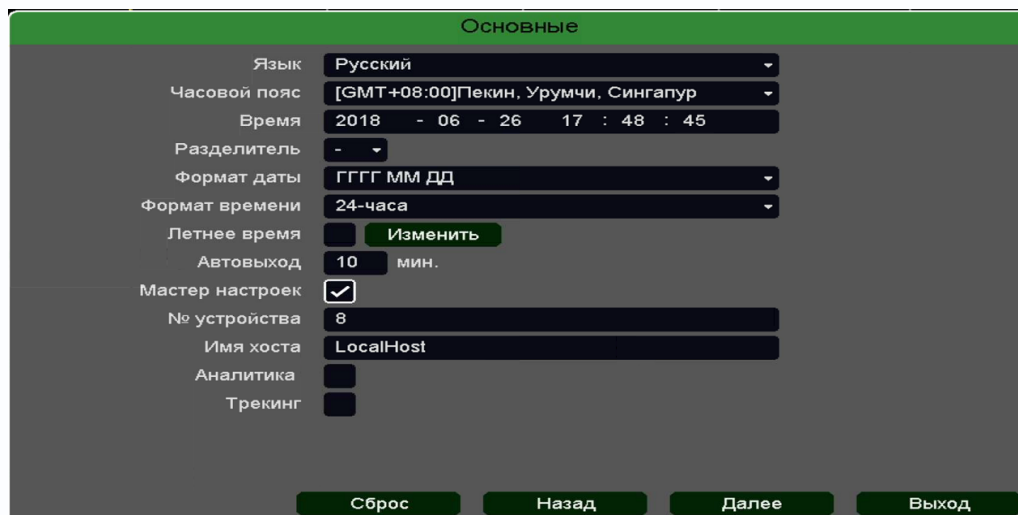 Основные
Язык Русский
Часовой пояс [GMT+08:00]Пекин, Урумчи, Сингапур
Время 2018 - 06 - 26 17 : 48 : 45
Разделитель -
Формат даты ГГГГ ММ ДД
Формат времени 24-часа
Летнее время Изменить
Автовыход 10 мин.
Мастер настроек
№ устройства 8
Имя хоста LocalHost
Аналитика
Трекинг
Сброс Назад Далее Выход